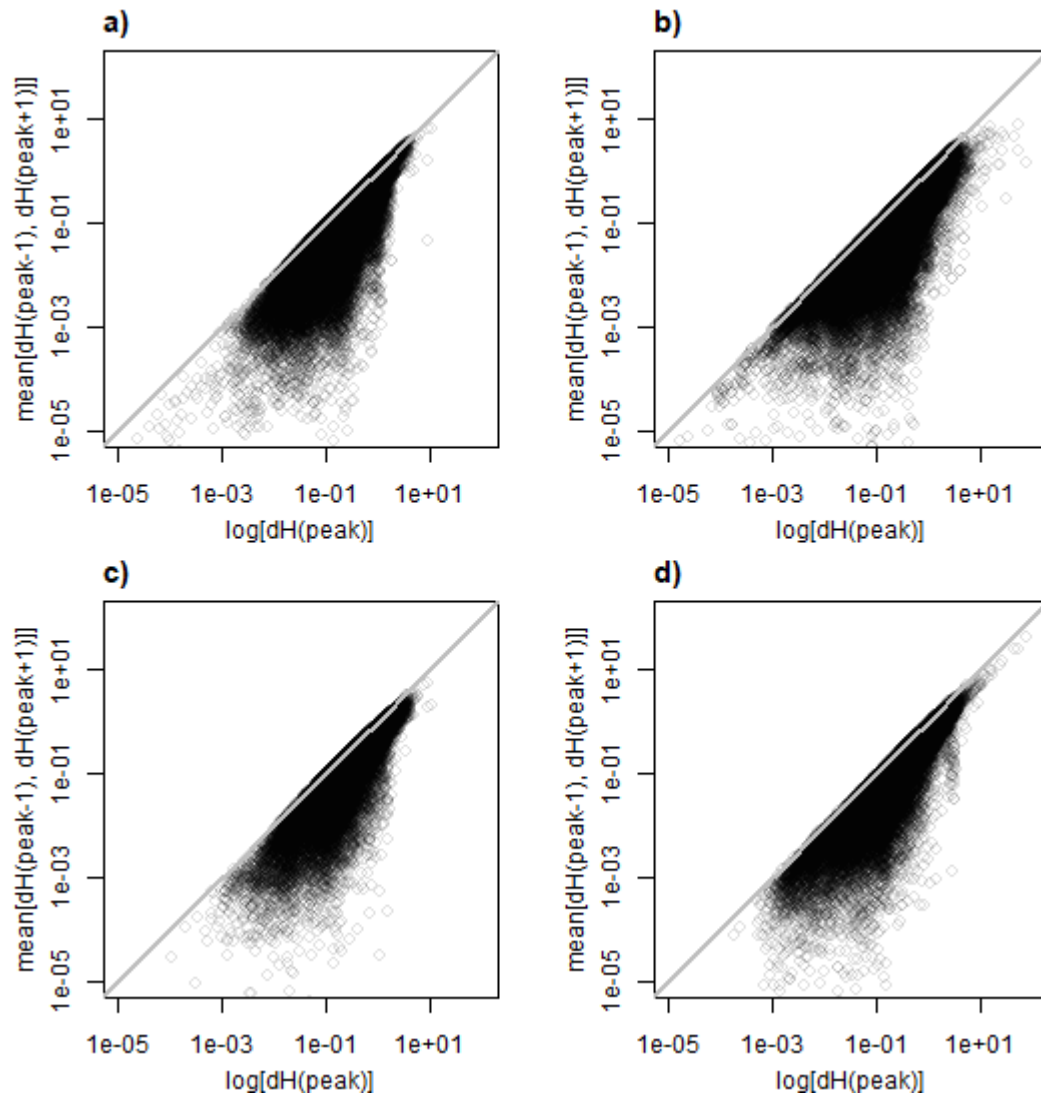 a)
mean[dH(peak-1), dH(peak+1)]]
1e+01
1e-01
1e-03
1e-05
1e-05 1e-03 1e-01 1e+01
log[dH(peak)]
b)
mean[dH(peak-1), dH(peak+1)]]
1e+01
1e-01
1e-03
1e-05
1e-05 1e-03 1e-01 1e+01
log[dH(peak)]
c)
mean[dH(peak-1), dH(peak+1)]]
1e+01
1e-01
1e-03
1e-05
1e-05 1e-03 1e-01 1e+01
log[dH(peak)]
d)
mean[dH(peak-1), dH(peak+1)]]
1e+01
1e-01
1e-03
1e-05
1e-05 1e-03 1e-01 1e+01
log[dH(peak)]